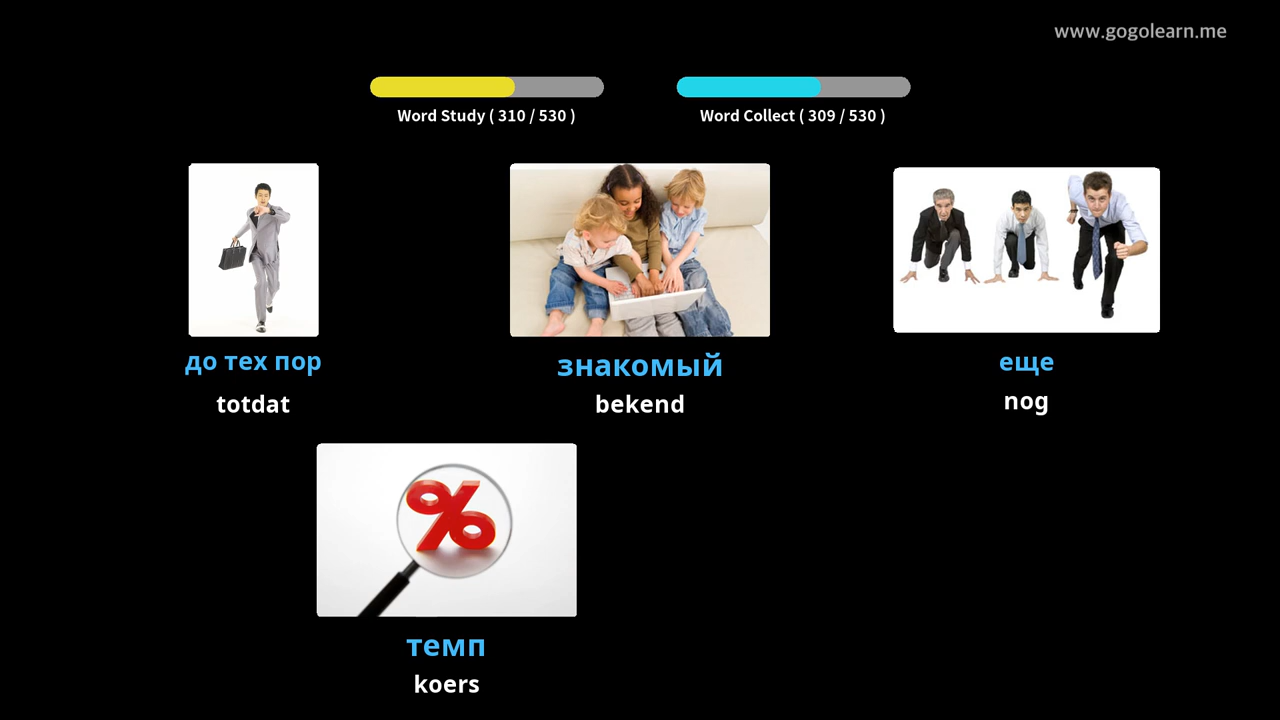 www.gogolearn.me
Word Study ( 310 / 530 )
Word Collect ( 309 / 530 )
до тех пор
totdat
знакомый
bekend
еще
nog
%
темп
koers